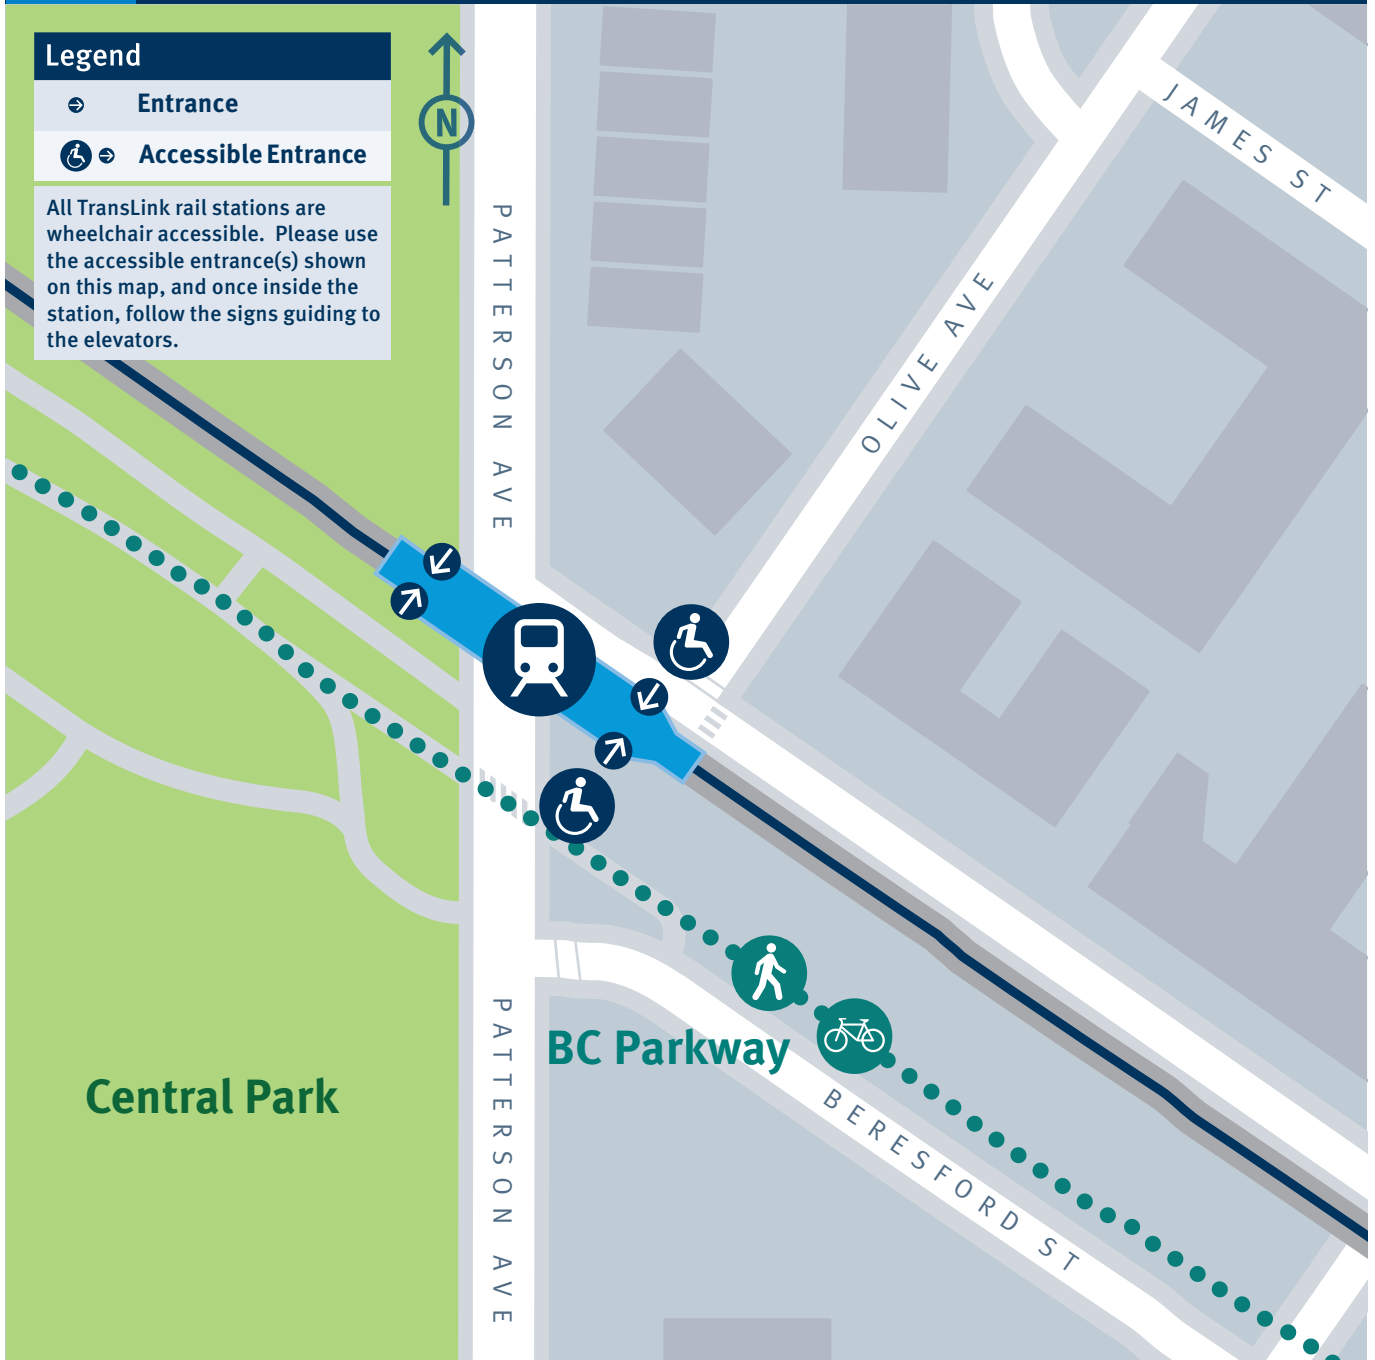 Legend
Entrance
Accessible Entrance
All TransLink rail stations are
wheelchair accessible.  Please use
the accessible entrance(s) shown
on this map, and once inside the
station, follow the signs guiding to
the elevators.
N
JAMES ST
PATTERSON AVE
OLIVE AVE
BC Parkway
Central Park
PATTERSON AVE
BERESFORD ST